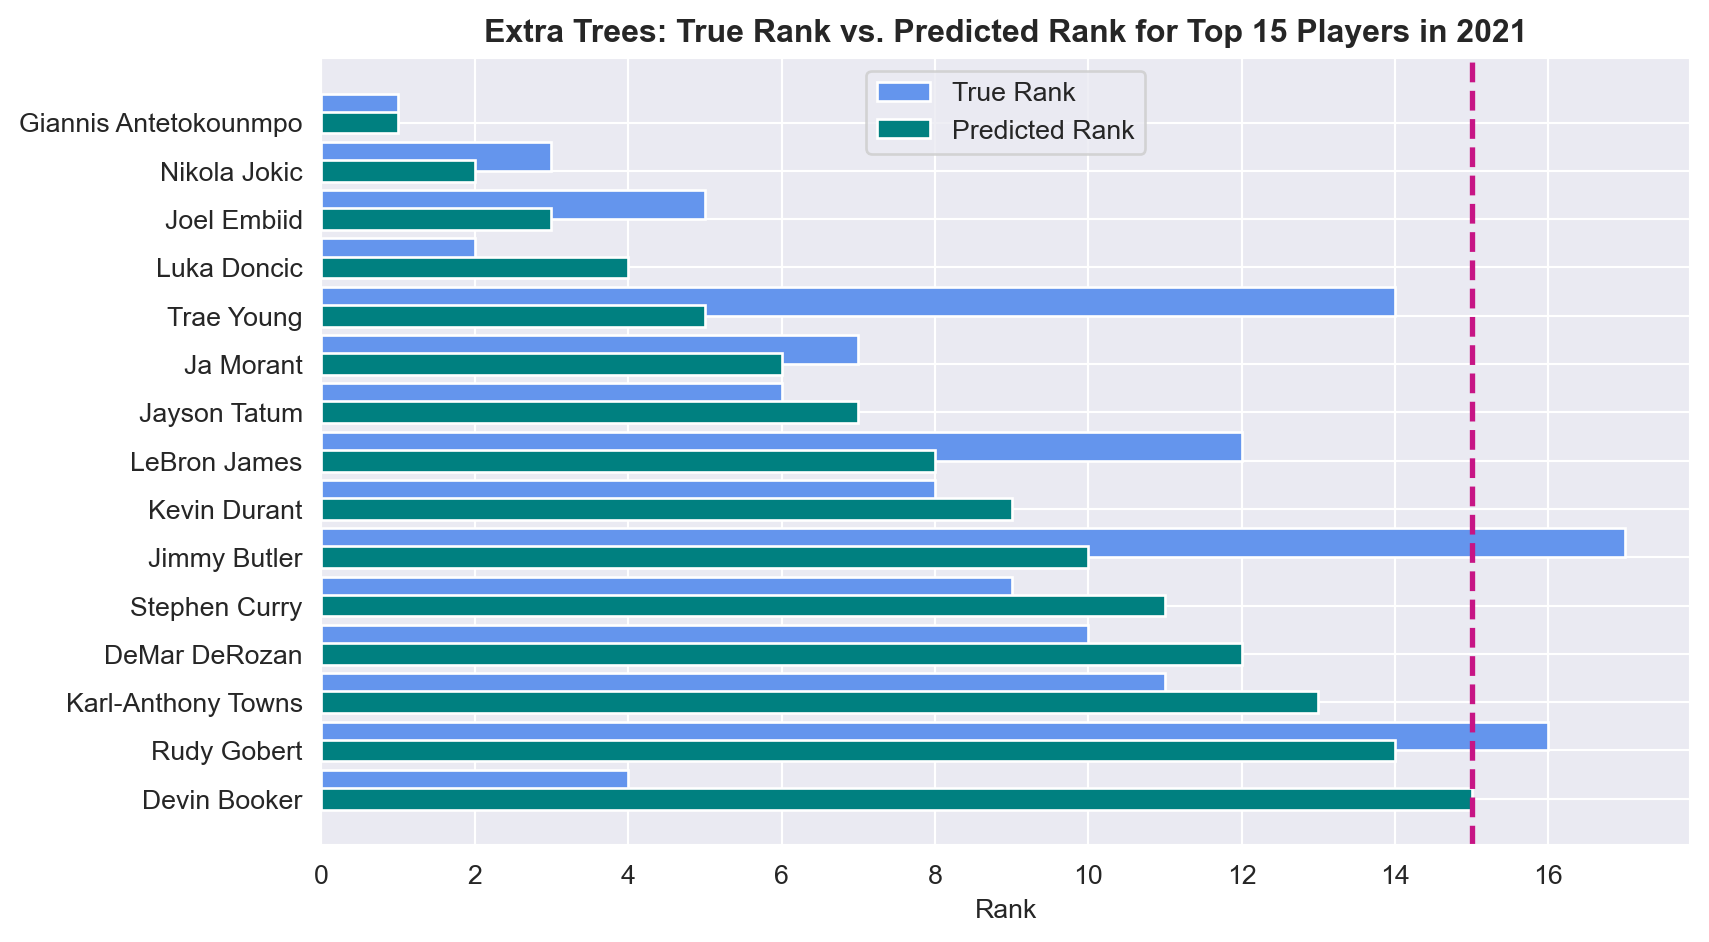 Extra Trees: True Rank vs. Predicted Rank for Top 15 Players in 2021
True Rank
Predicted Rank
Giannis Antetokounmpo
Nikola Jokic
Joel Embiid
Luka Doncic
Trae Young
Ja Morant
Jayson Tatum
LeBron James
Kevin Durant
Jimmy Butler
Stephen Curry
DeMar DeRozan
Karl-Anthony Towns
Rudy Gobert
Devin Booker
0 2 4 6 8 10 12 14 16
Rank